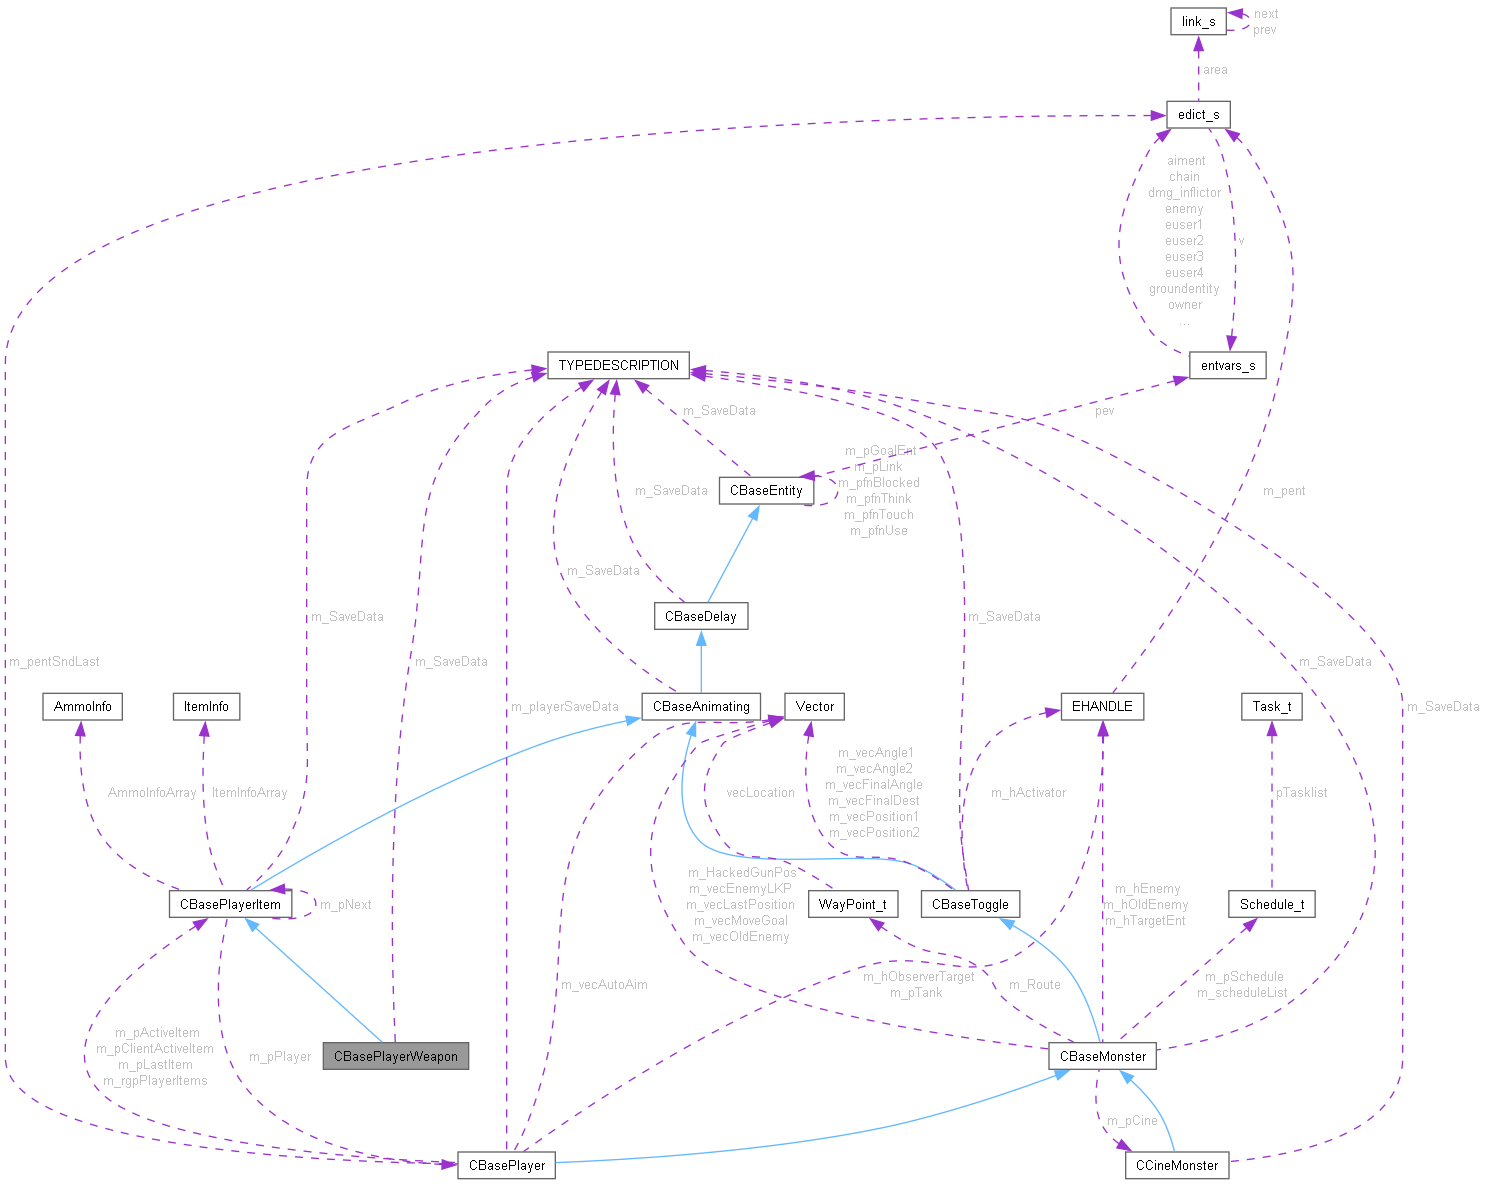 link_s
next
prev
area
edict_s
aiment
chain
dmg_inflictor
enemy
euser1
euser2
euser3
euser4
groundentity
owner
...
v
TYPEDESCRIPTION
entvars_s
m_SaveData
pev
m_pGoalEnt
m_pLink
m_pfnBlocked
m_pfnThink
m_pfnTouch
m_pfnUse
CBaseEntity
m_SaveData
m_pent
m_SaveData
CBaseDelay
m_SaveData
m_SaveData
m_pentSndLast
m_SaveData
m_SaveData
AmmoInfo
ItemInfo
m_playerSaveData
CBaseAnimating
Vector
EHANDLE
Task_t
m_SaveData
AmmoInfoArray
ItemInfoArray
vecLocation
m_vecAngle1
m_vecAngle2
m_vecFinalAngle
m_vecFinalDest
m_vecPosition1
m_vecPosition2
m_hActivator
pTasklist
CBasePlayerItem
m_pNext
m_HackedGunPos
m_vecEnemyLKP
m_vecLastPosition
m_vecMoveGoal
m_vecOldEnemy
WayPoint_t
CBaseToggle
m_hEnemy
m_hOldEnemy
m_hTargetEnt
Schedule_t
m_vecAutoAim
m_hObserverTarget
m_pTank
m_Route
m_pSchedule
m_scheduleList
m_pActiveItem
m_pClientActiveItem
m_pLastItem
m_rgpPlayerItems
m_pPlayer
CBasePlayerWeapon
CBaseMonster
m_pCine
CBasePlayer
CCineMonster